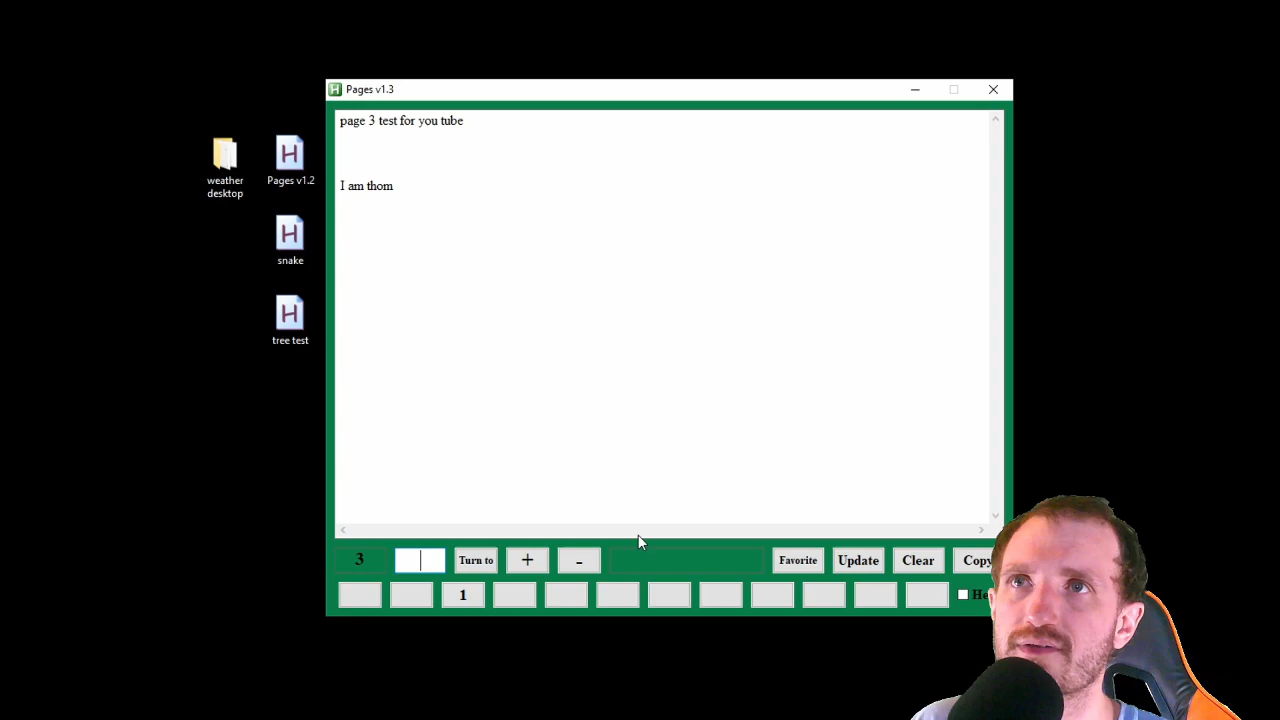 Pages v1.3
page 3 test for you tube
I am thom
weather
desktop
Pages v1.2
snake
tree test
3
Turn to
+
-
Favorite
Update
Clear
Copy
1